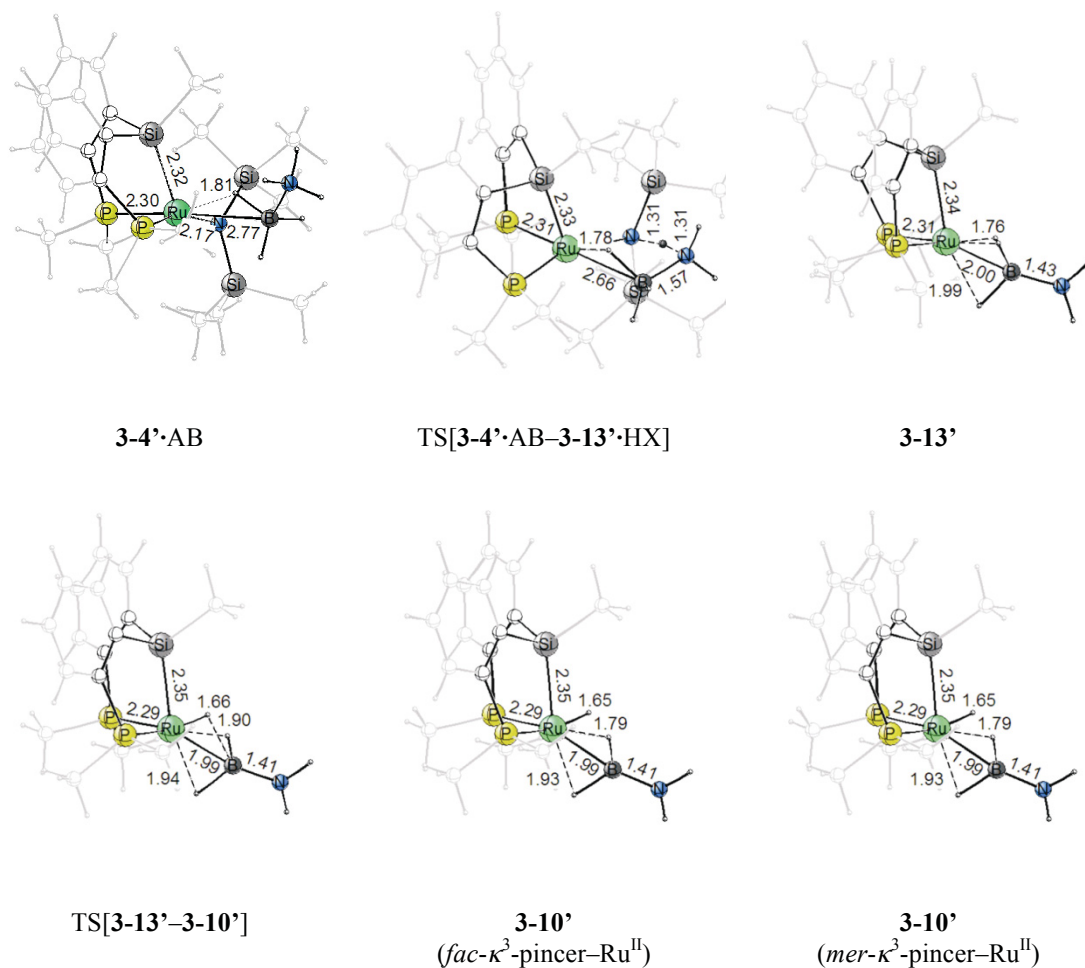 Si
2.32
1.81
Si
N
P
2.30
Ru
N
B
P
2.17
2.77
Si
3-4'·AB
Si
Si
2.33
1.31
1.31
P
2.31
1.78
N
N
Ru
2.66
B
1.57
P
Si
TS[3-4'·AB–3-13'·HX]
Si
2.34
P
2.31
Ru
1.76
P
2.00
B
1.43
N
1.99
3-13'
Si
2.35
1.66
P
2.29
1.90
P
Ru
1.99
B
1.41
N
1.94
TS[3-13'–3-10']
Si
2.35
1.65
P
2.29
1.79
P
Ru
1.99
B
1.41
N
1.93
3-10'
(fac-κ³-pincer–Ruᴵᴵ)
Si
2.35
1.65
P
2.29
1.79
P
Ru
1.99
B
1.41
N
1.93
3-10'
(mer-κ³-pincer–Ruᴵᴵ)